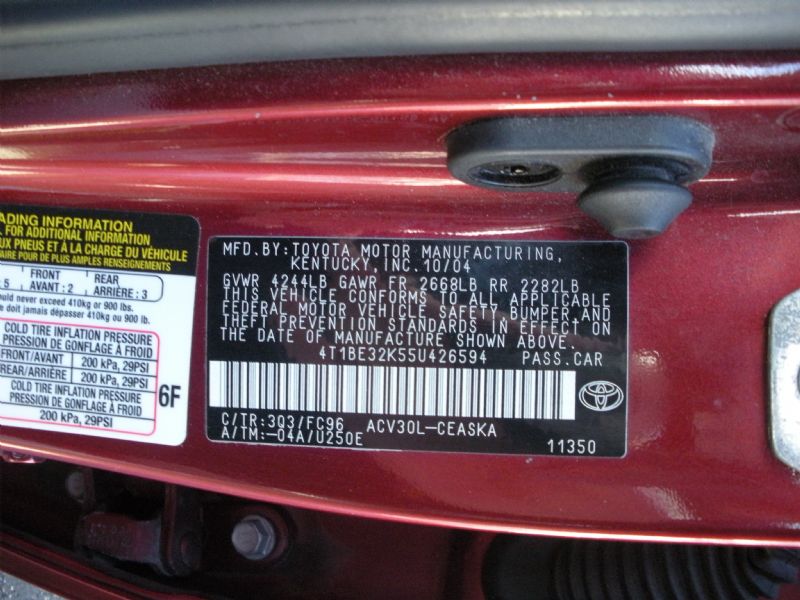 ADING INFORMATION
L FOR ADDITIONAL INFORMATION
UX PNEUS ET À LA CHARGE DU VÉHICULE
POUR PLUS AMPLES RENSEIGNEMENTS
5
FRONT
AVANT : 2
REAR
ARRIÈRE : 3
ould never exceed 410kg or 900 lbs.
e doit jamais dépasser 410kg ou 900 lb.
COLD TIRE INFLATION PRESSURE
PRESSION DE GONFLAGE À FROID
FRONT/AVANT 200 kPa, 29PSI
REAR/ARRIÈRE 200 kPa, 29PSI
COLD TIRE INFLATION PRESSURE
PRESSION DE GONFLAGE À FROID
200 kPa, 29PSI
6F
MFD.BY:TOYOTA MOTOR MANUFACTURING,
KENTUCKY, INC.10/04
GVWR 4244LB GAWR FR 2668LB RR 2282LB
THIS VEHICLE CONFORMS TO ALL APPLICABLE
FEDERAL MOTOR VEHICLE SAFETY BUMPER,AND
THEFT PREVENTION STANDARDS IN EFFECT ON
THE DATE OF MANUFACTURE SHOWN ABOVE.
4T1BE32K55U426594 PASS.CAR
C/TR:3Q3/FC96 ACV30L-CEASKA
A/TM:-04A/U250E 11350